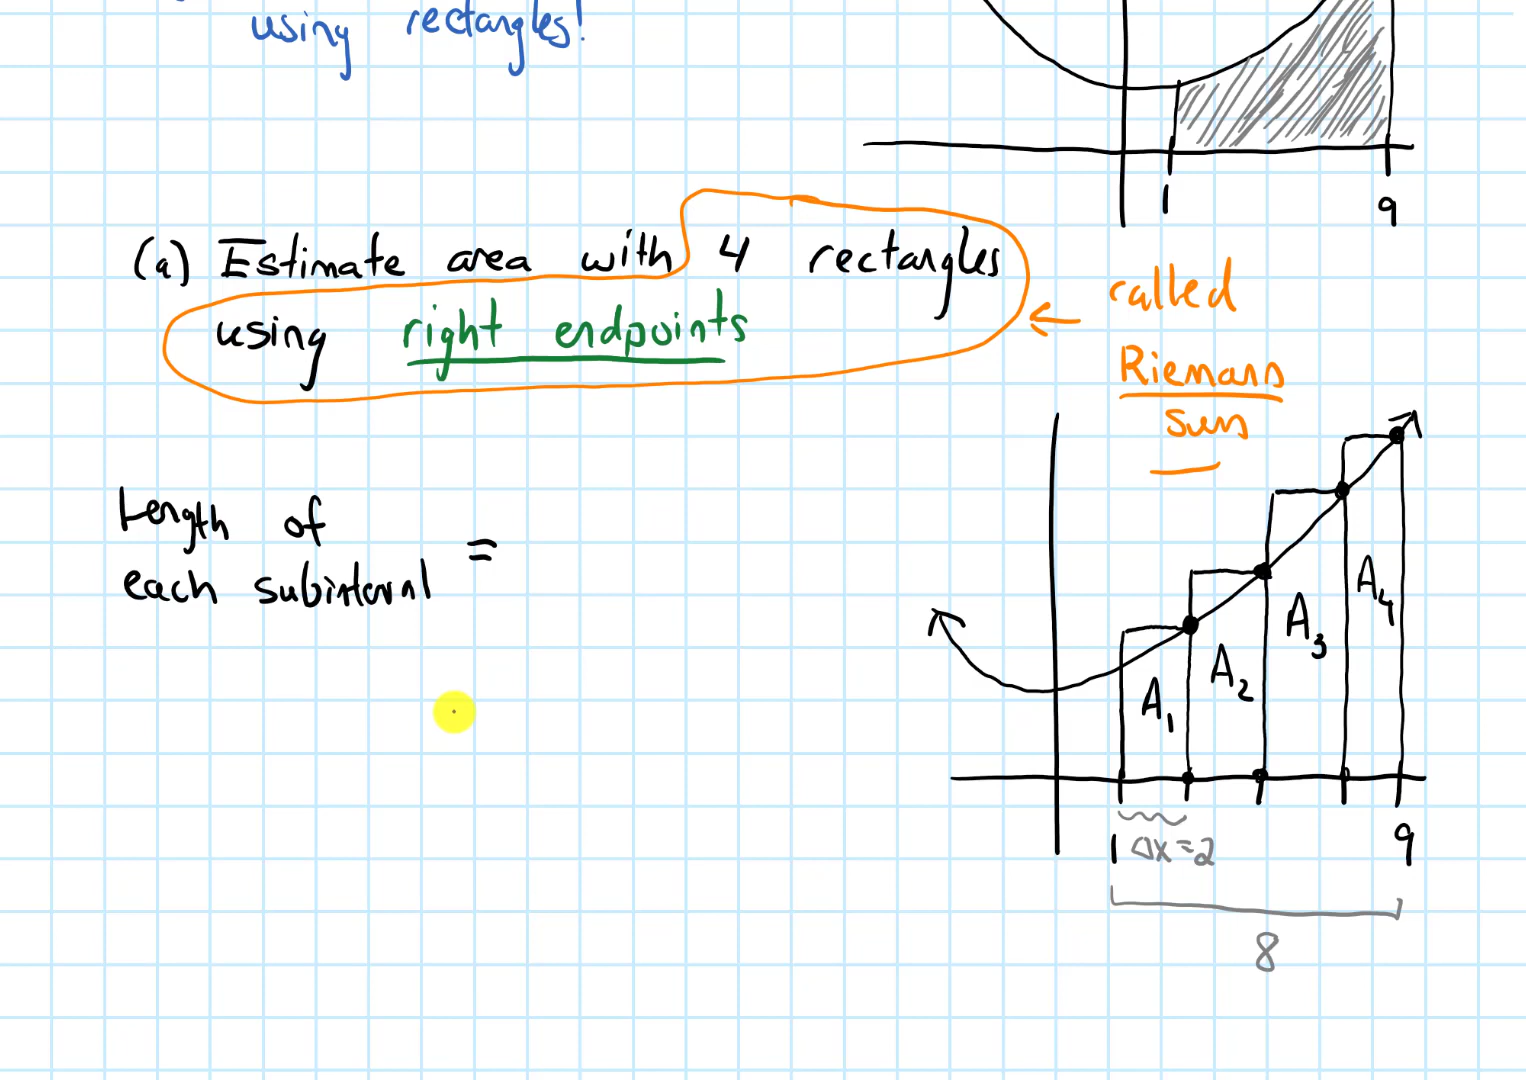 using rectangles!
1 9
(a) Estimate area with 4 rectangles
using right endpoints
called
Riemann
sum
Length of
each subinterval =
A₁ A₂ A₃ A₄
1 Δx = 2 9
8